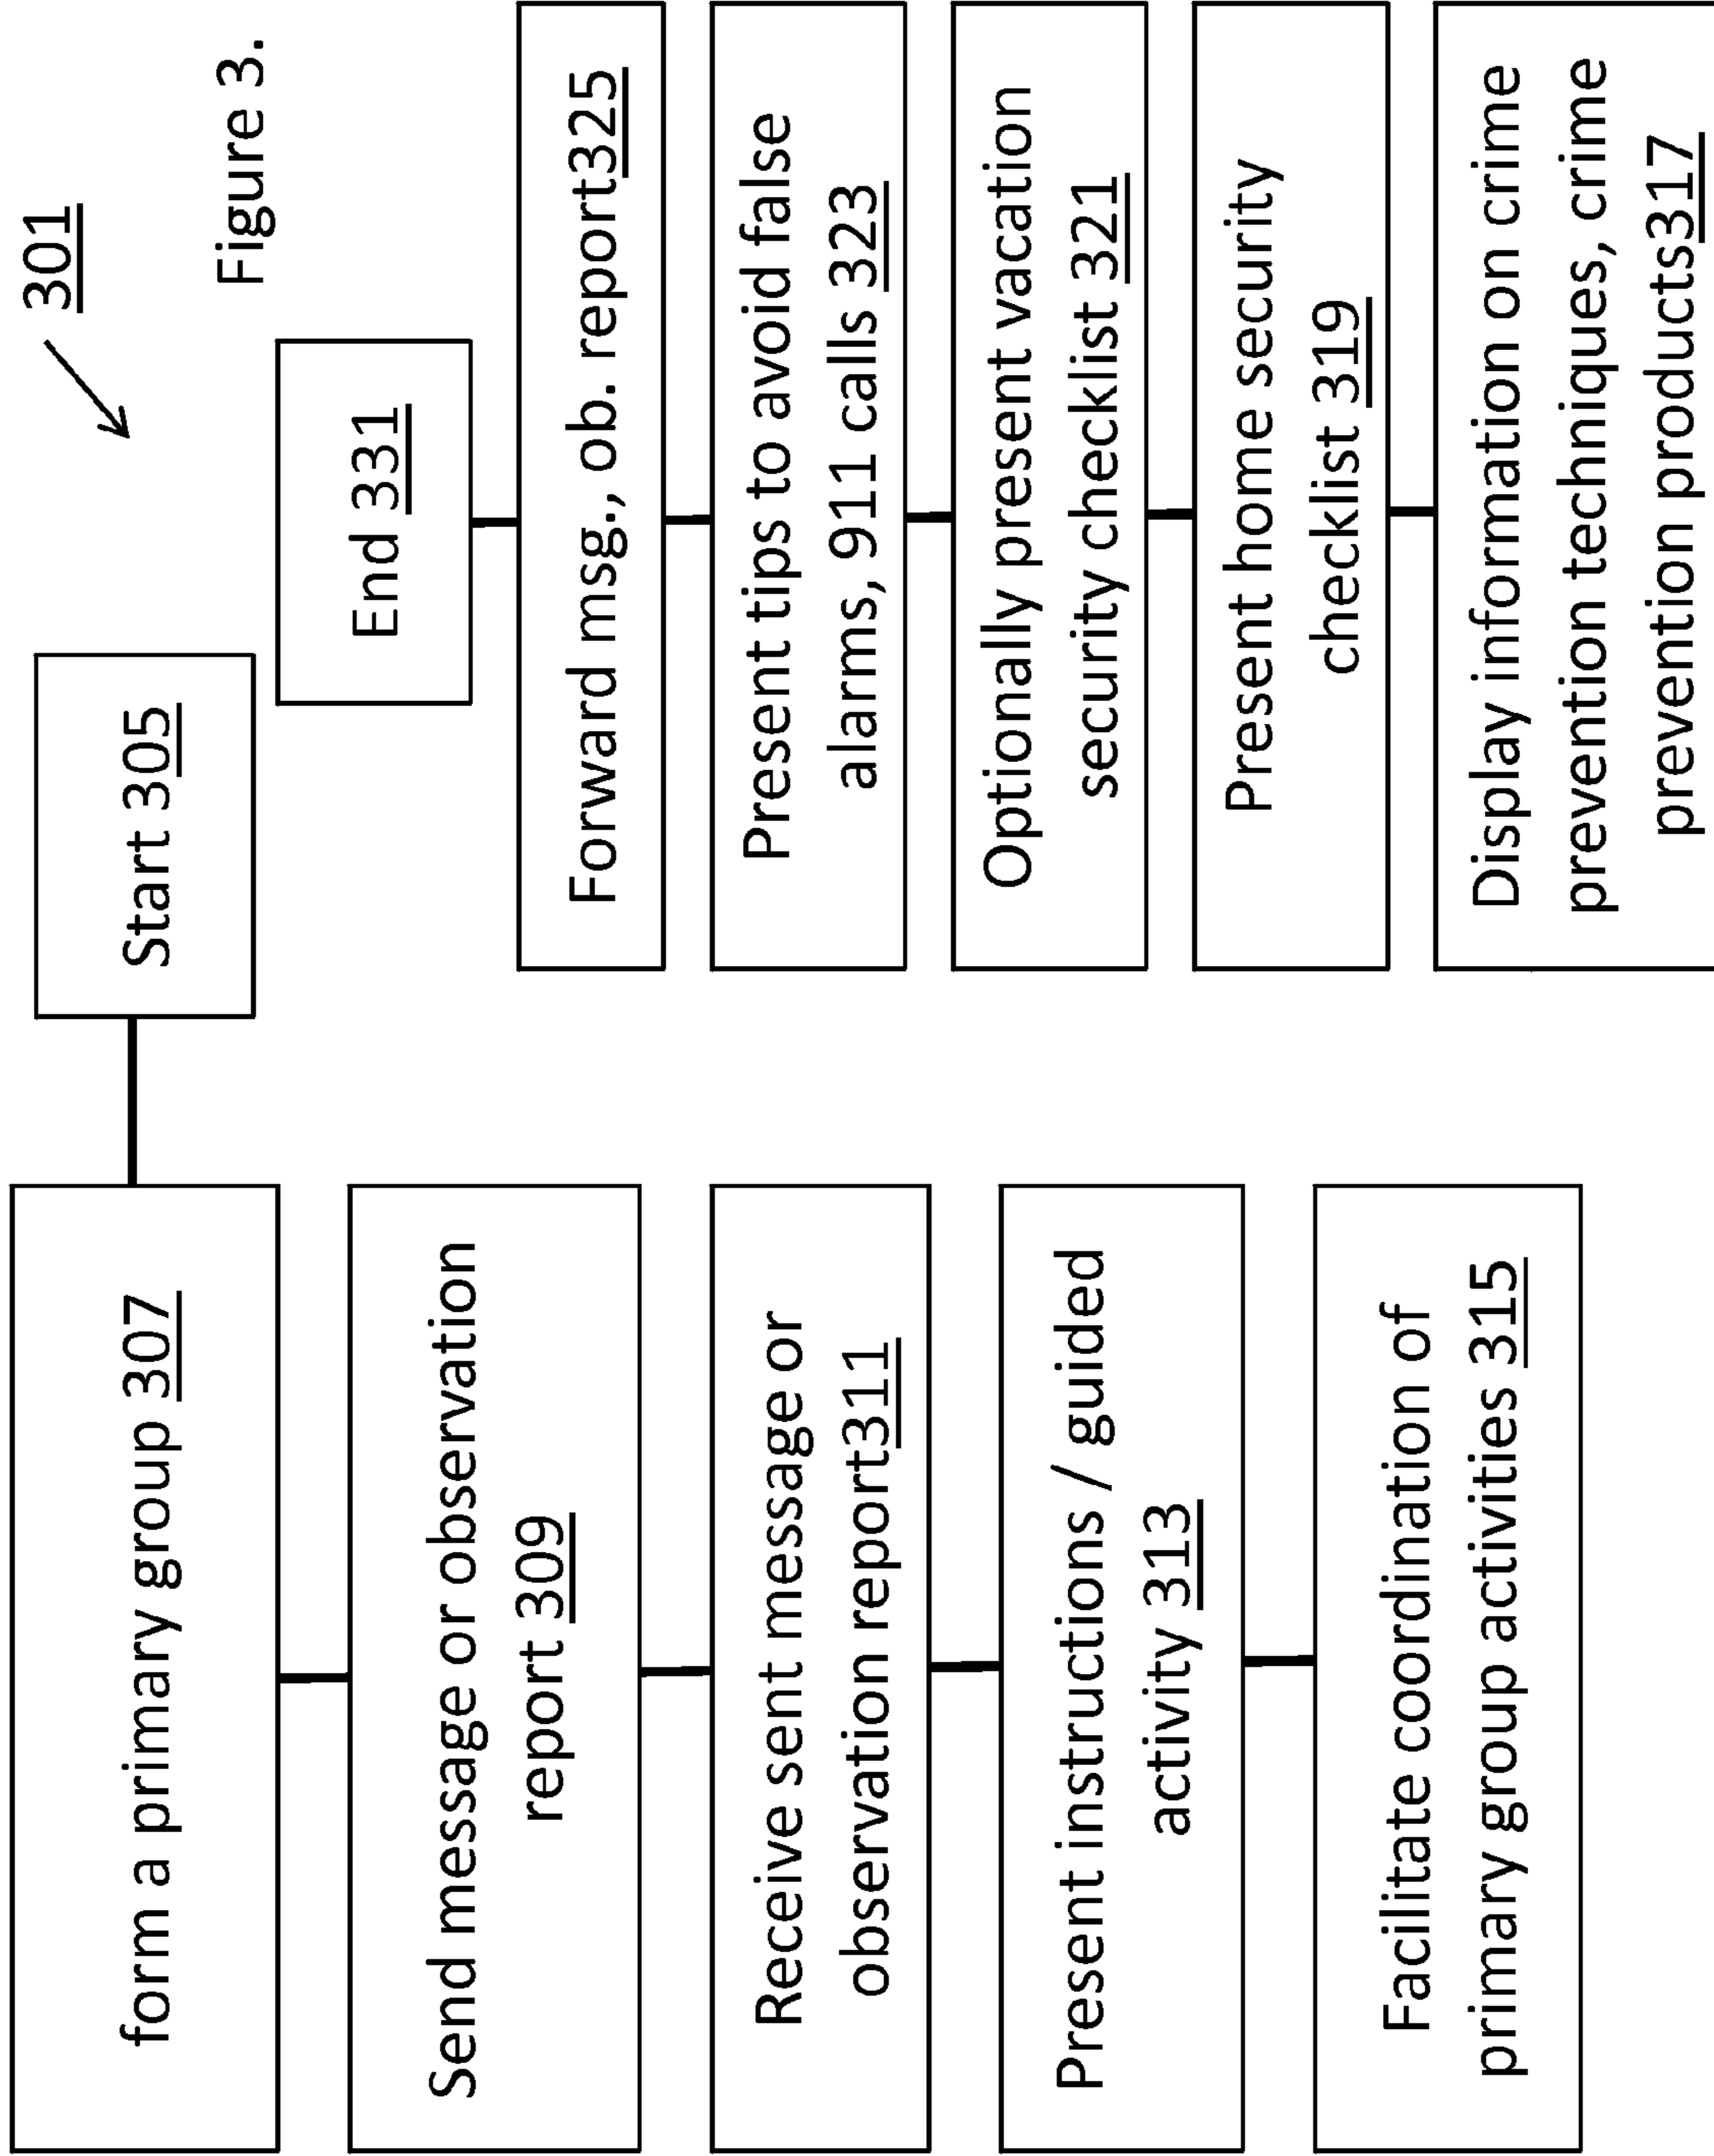 301
Figure 3.
Start 305
form a primary group 307
Send message or observation
report 309
Receive sent message or
observation report311
Present instructions / guided
activity 313
Facilitate coordination of
primary group activities 315
End 331
Forward msg., ob. report325
Present tips to avoid false
alarms, 911 calls 323
Optionally present vacation
security checklist 321
Present home security
checklist 319
Display information on crime
prevention techniques, crime
prevention products317